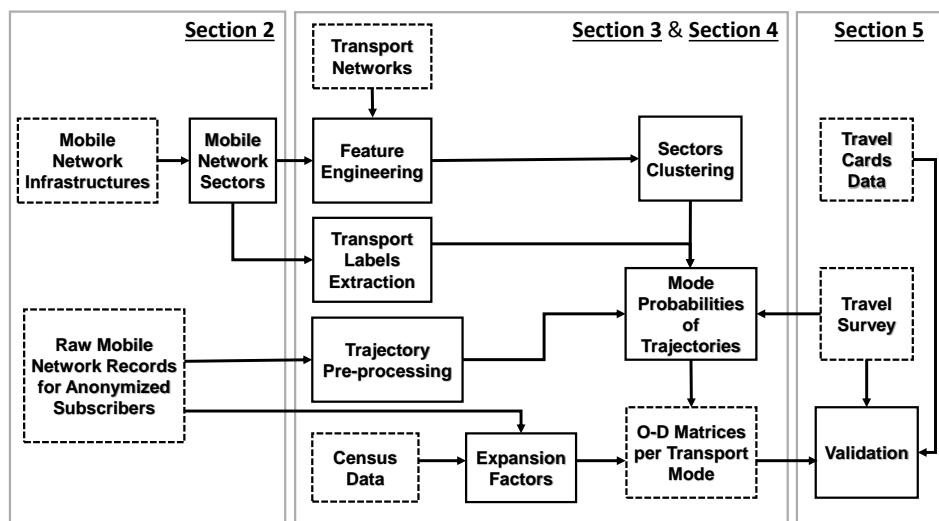 Section 2
Section 3 & Section 4
Section 5
Transport
Networks
Mobile
Network
Infrastructures
Mobile
Network
Sectors
Feature
Engineering
Sectors
Clustering
Travel
Cards
Data
Transport
Labels
Extraction
Mode
Probabilities
of
Trajectories
Travel
Survey
Raw Mobile
Network Records
for Anonymized
Subscribers
Trajectory
Pre-processing
Census
Data
Expansion
Factors
O-D Matrices
per Transport
Mode
Validation